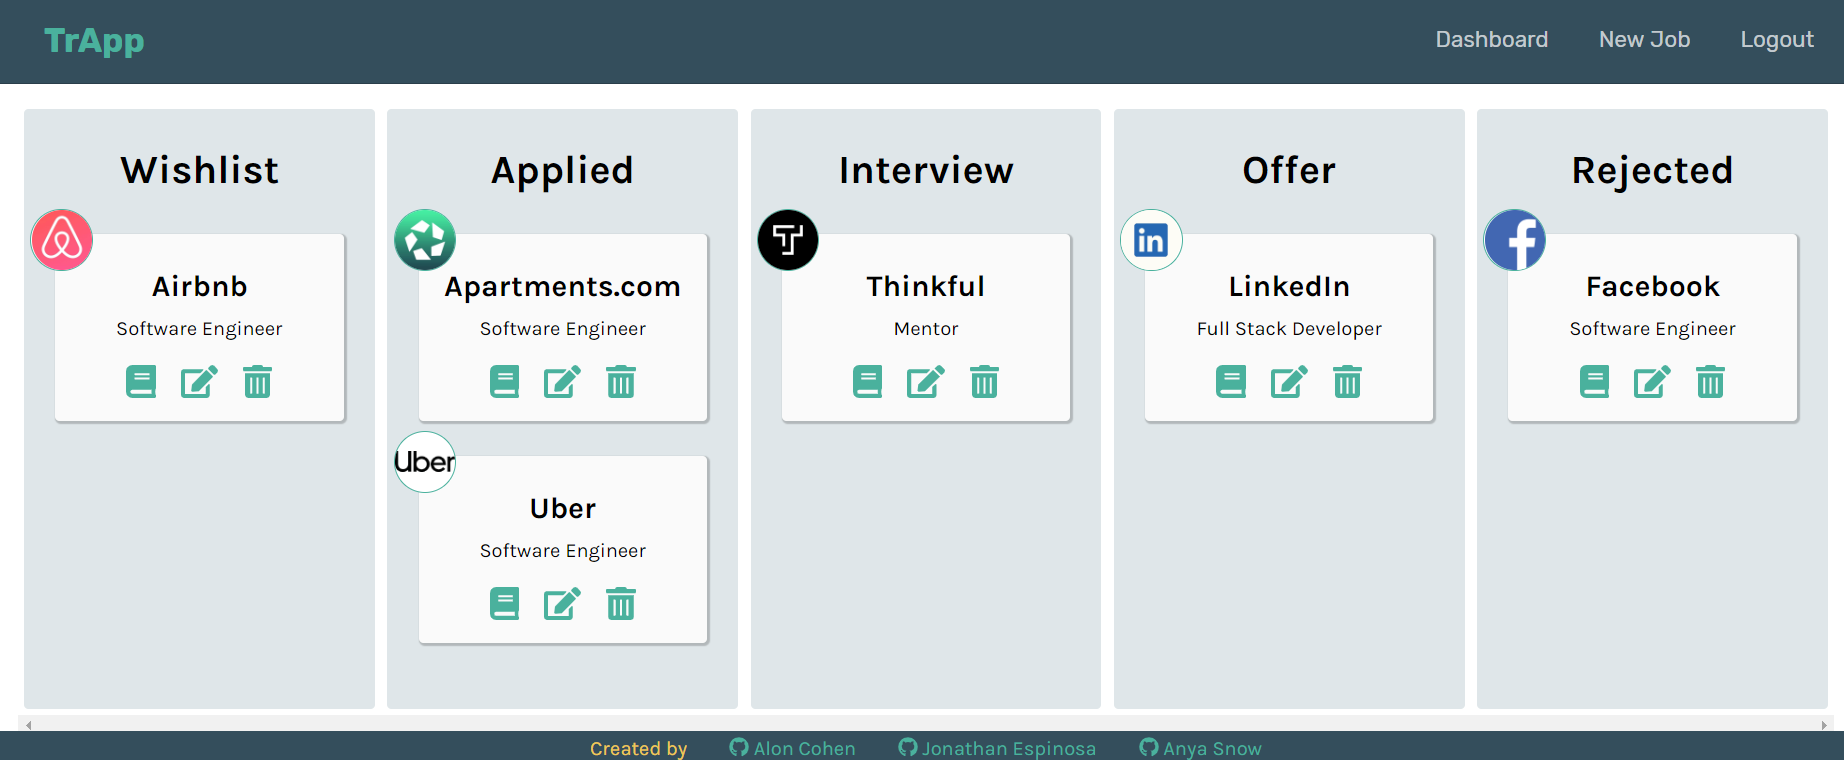 TrApp
Dashboard New Job Logout
Wishlist
Airbnb
Software Engineer
Applied
Apartments.com
Software Engineer
Uber
Uber
Software Engineer
Interview
Thinkful
Mentor
Offer
in
LinkedIn
Full Stack Developer
Rejected
f
Facebook
Software Engineer
Created by Alon Cohen Jonathan Espinosa Anya Snow